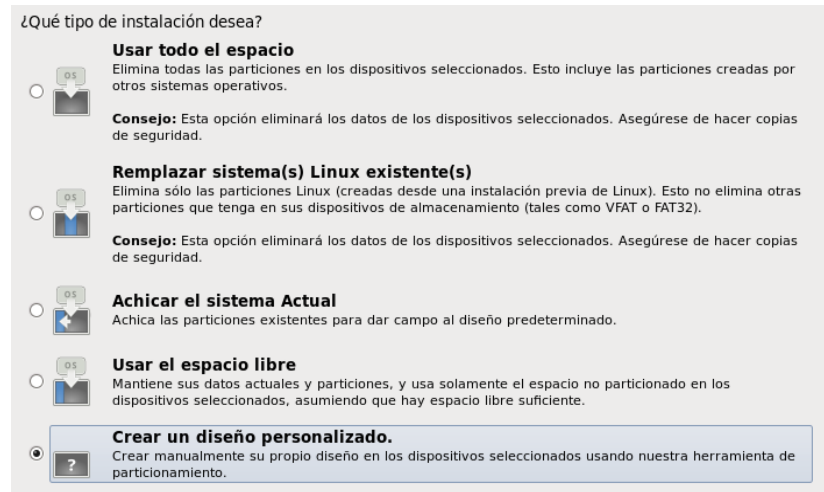 ¿Qué tipo de instalación desea?
Usar todo el espacio
OS
Elimina todas las particiones en los dispositivos seleccionados. Esto incluye las particiones creadas por
otros sistemas operativos.
Consejo: Esta opción eliminará los datos de los dispositivos seleccionados. Asegúrese de hacer copias
de seguridad.
Remplazar sistema(s) Linux existente(s)
OS
Elimina sólo las particiones Linux (creadas desde una instalación previa de Linux). Esto no elimina otras
particiones que tenga en sus dispositivos de almacenamiento (tales como VFAT o FAT32).
Consejo: Esta opción eliminará los datos de los dispositivos seleccionados. Asegúrese de hacer copias
de seguridad.
OS
Achicar el sistema Actual
Achica las particiones existentes para dar campo al diseño predeterminado.
OS
Usar el espacio libre
Mantiene sus datos actuales y particiones, y usa solamente el espacio no particionado en los
dispositivos seleccionados, asumiendo que hay espacio libre suficiente.
Crear un diseño personalizado.
?
Crear manualmente su propio diseño en los dispositivos seleccionados usando nuestra herramienta de
particionamiento.